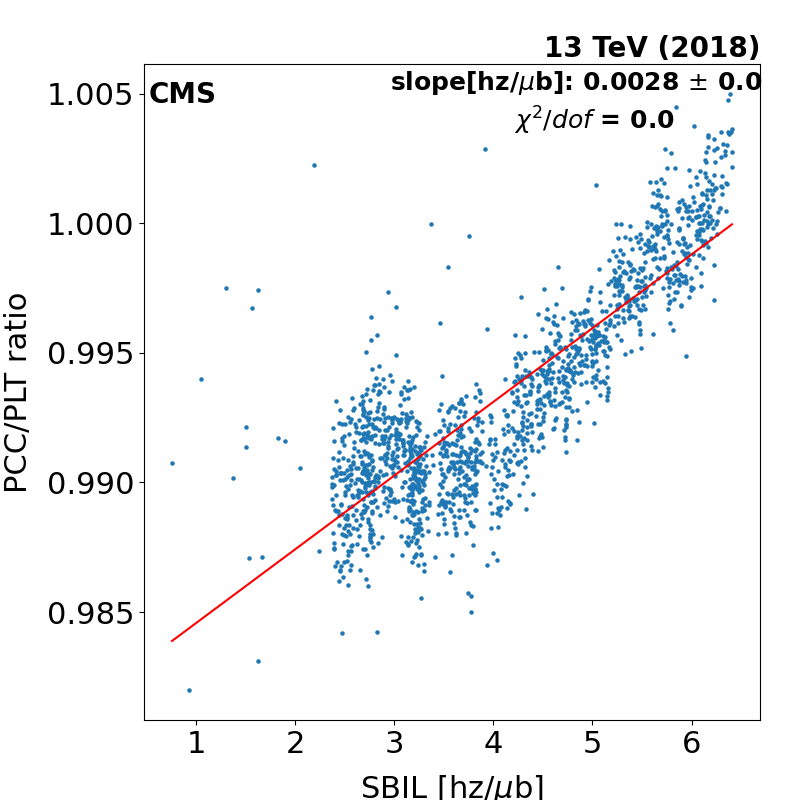 13 TeV (2018)
CMS
slope[hz/μb]: 0.0028 ± 0.0
χ²/dof = 0.0
1.005
1.000
0.995
0.990
0.985
PCC/PLT ratio
1 2 3 4 5 6
SBIL [hz/μb]